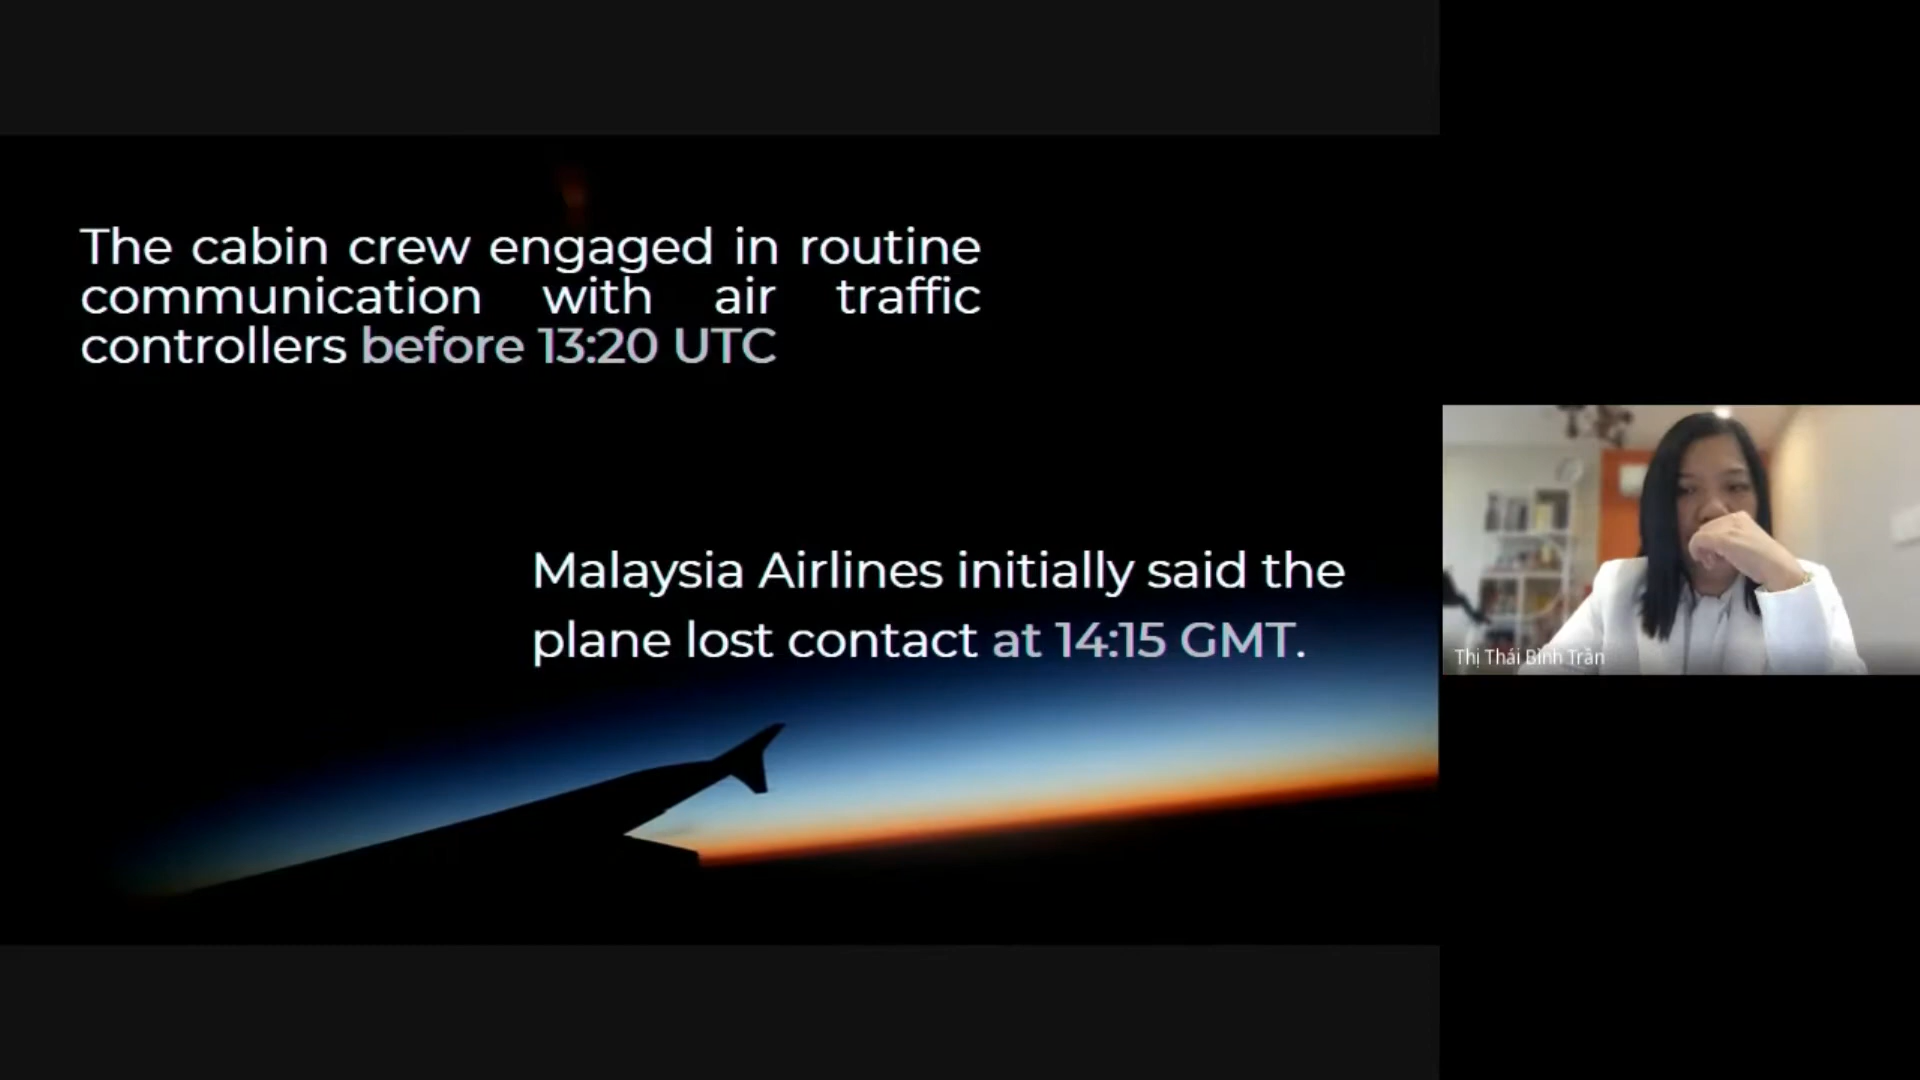 The cabin crew engaged in routine
communication with air traffic
controllers before 13:20 UTC
Malaysia Airlines initially said the
plane lost contact at 14:15 GMT.
Thị Thái Bình Trần